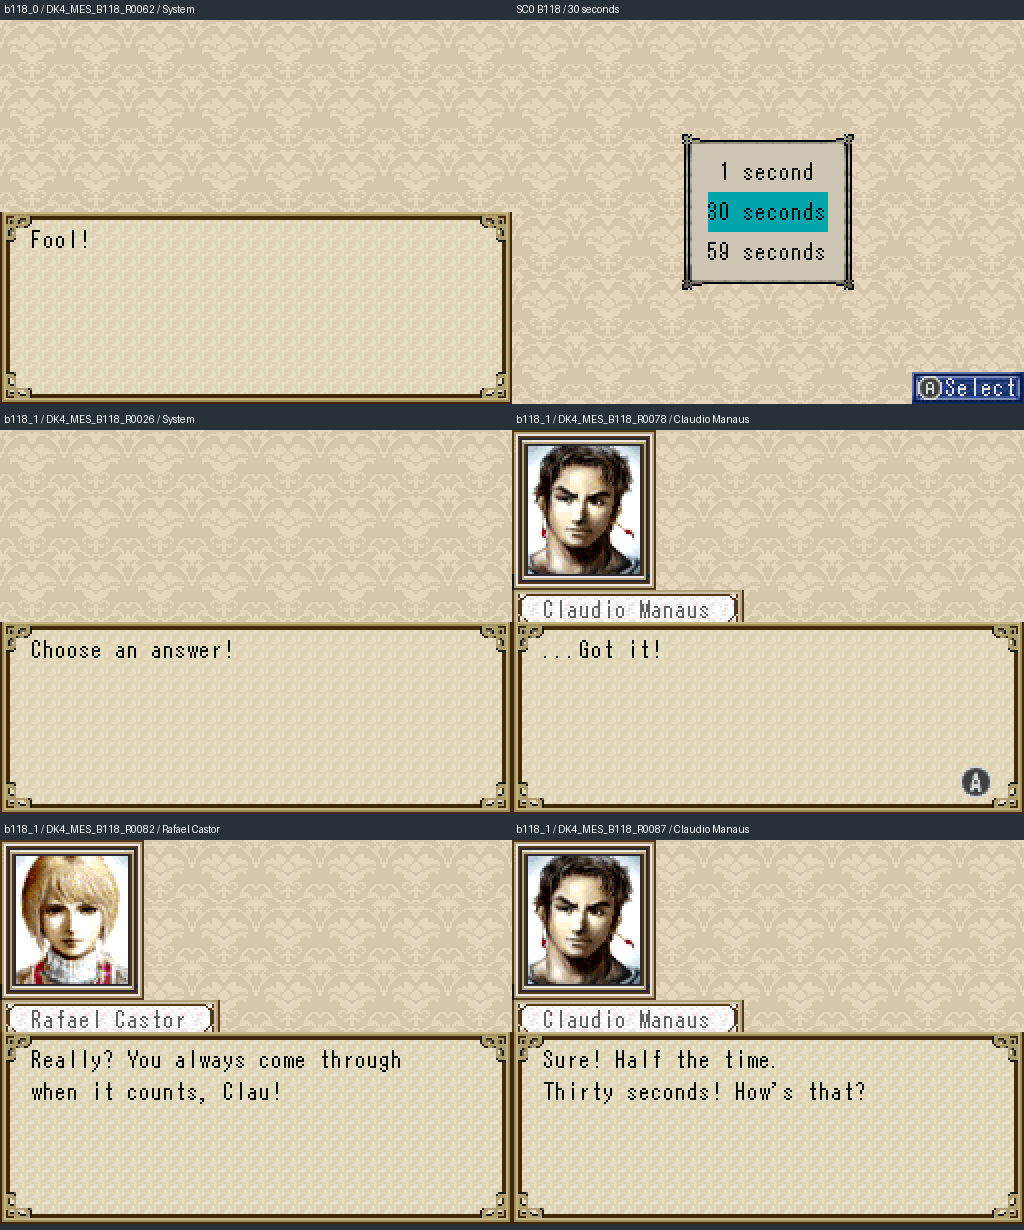 b118_0 / DK4_MES_B118_R0062 / System
Fool!
SC0 B118 / 30 seconds
1 second
30 seconds
59 seconds
A Select
b118_1 / DK4_MES_B118_R0026 / System
Choose an answer!
b118_1 / DK4_MES_B118_R0078 / Claudio Manaus
Claudio Manaus
...Got it!
A
b118_1 / DK4_MES_B118_R0082 / Rafael Castor
Rafael Castor
Really? You always come through
when it counts, Clau!
b118_1 / DK4_MES_B118_R0087 / Claudio Manaus
Claudio Manaus
Sure! Half the time.
Thirty seconds! How's that?